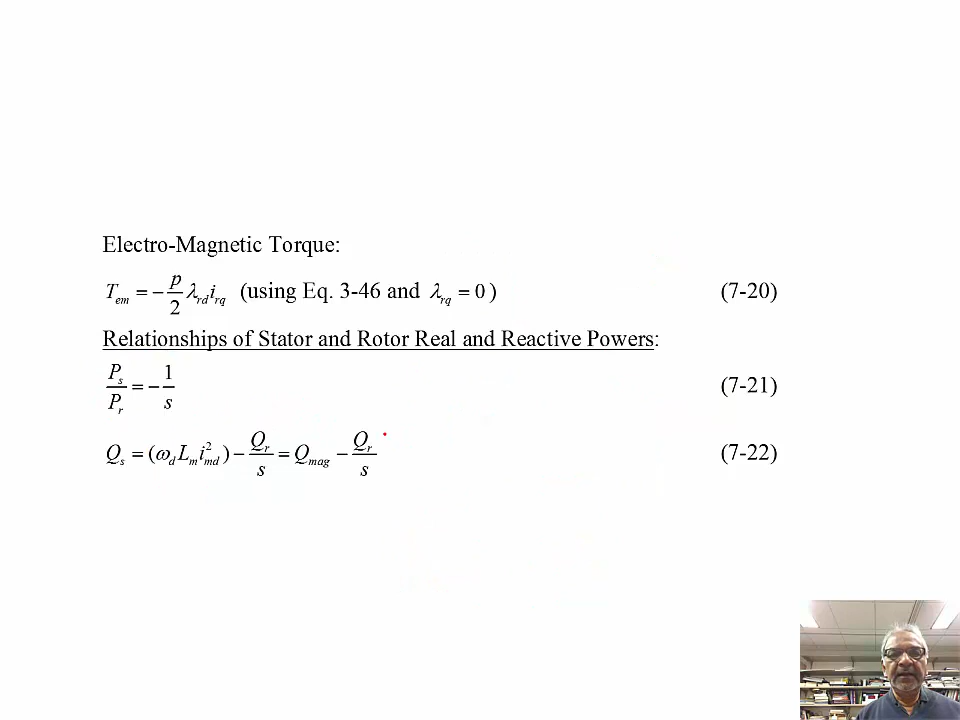 Electro-Magnetic Torque:
T_em = − p/2 λ_rd i_rq (using Eq. 3-46 and λ_rq = 0 ) (7-20)
Relationships of Stator and Rotor Real and Reactive Powers:
P_s/P_r = − 1/s (7-21)
Q_s = (ω_d L_m i_md^2) − Q_r/s = Q_mag − Q_r/s (7-22)